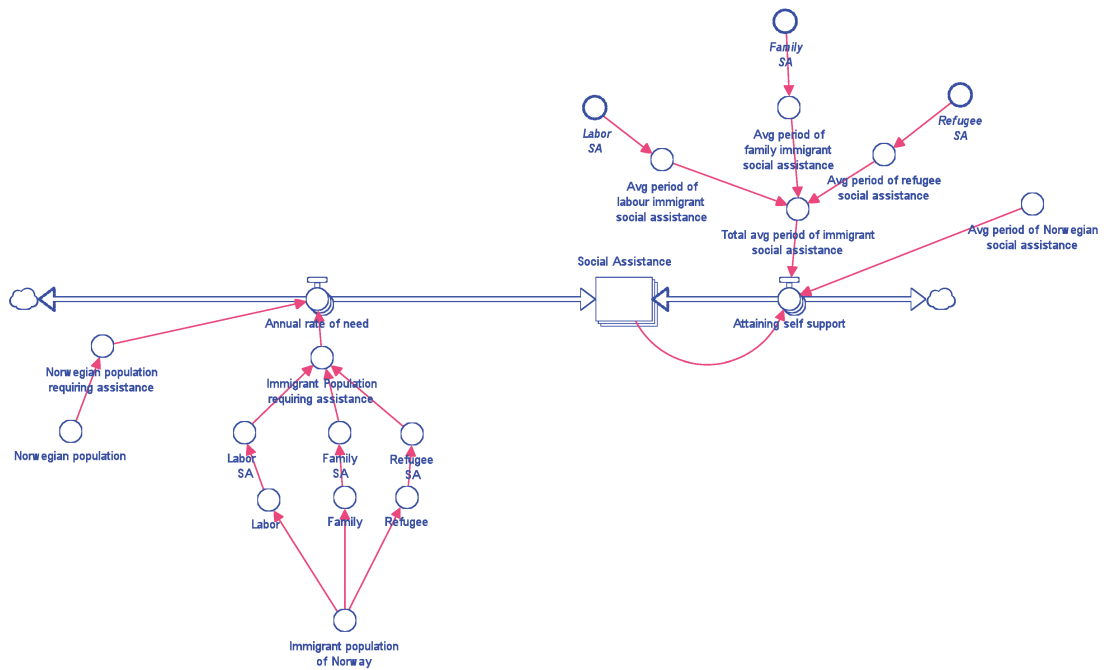 Family
SA
Labor
SA
Refugee
SA
Avg period of
family immigrant
social assistance
Avg period of
labour immigrant
social assistance
Avg period of refugee
social assistance
Total avg period of immigrant
social assistance
Avg period of Norwegian
social assistance
Social Assistance
Annual rate of need
Attaining self support
Norwegian population
requiring assistance
Immigrant Population
requiring assistance
Norwegian population
Labor
SA
Family
SA
Refugee
SA
Labor
Family
Refugee
Immigrant population
of Norway